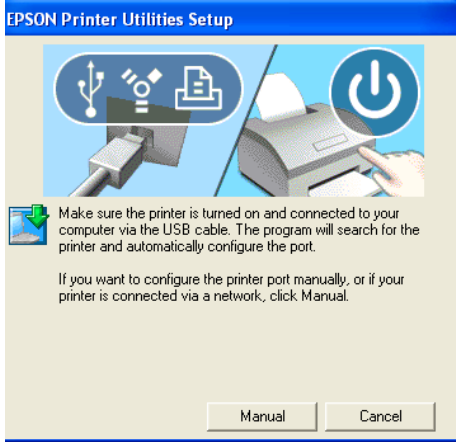 EPSON Printer Utilities Setup
Make sure the printer is turned on and connected to your
computer via the USB cable. The program will search for the
printer and automatically configure the port.
If you want to configure the printer port manually, or if your
printer is connected via a network, click Manual.
Manual
Cancel